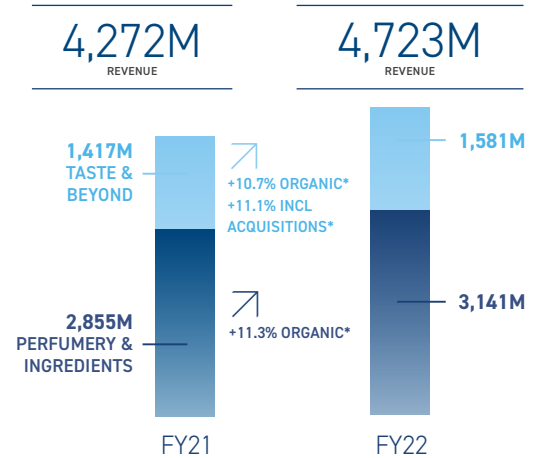 4,272M
REVENUE
4,723M
REVENUE
1,417M
TASTE &
BEYOND
+10.7% ORGANIC*
+11.1% INCL
ACQUISITIONS*
1,581M
2,855M
PERFUMERY &
INGREDIENTS
+11.3% ORGANIC*
3,141M
FY21
FY22